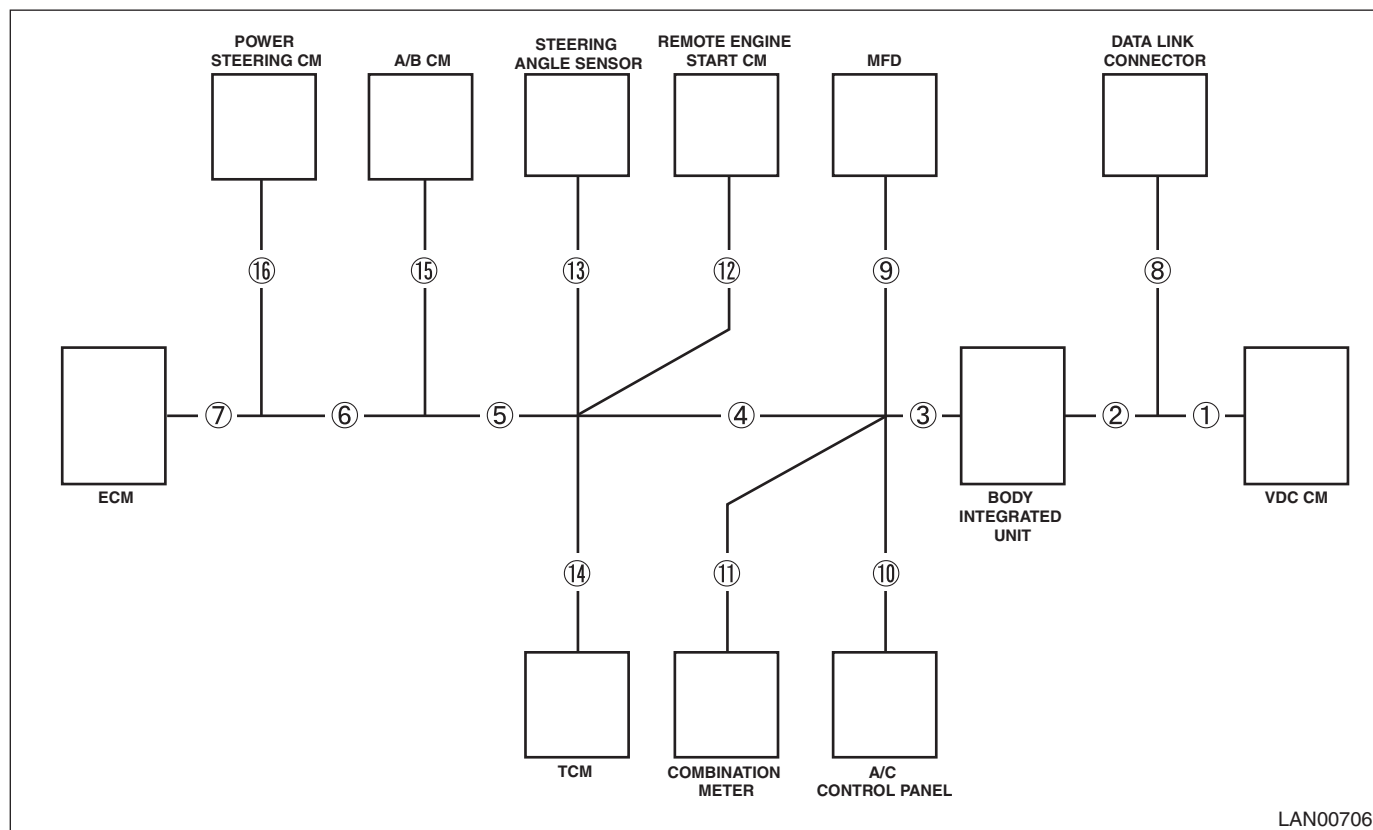 POWER
STEERING CM
A/B CM
STEERING
ANGLE SENSOR
REMOTE ENGINE
START CM
MFD
DATA LINK
CONNECTOR
⑯
⑮
⑬
⑫
⑨
⑧
⑦
⑥
⑤
④
③
②
①
ECM
BODY
INTEGRATED
UNIT
VDC CM
⑭
⑪
⑩
TCM
COMBINATION
METER
A/C
CONTROL PANEL
LAN00706